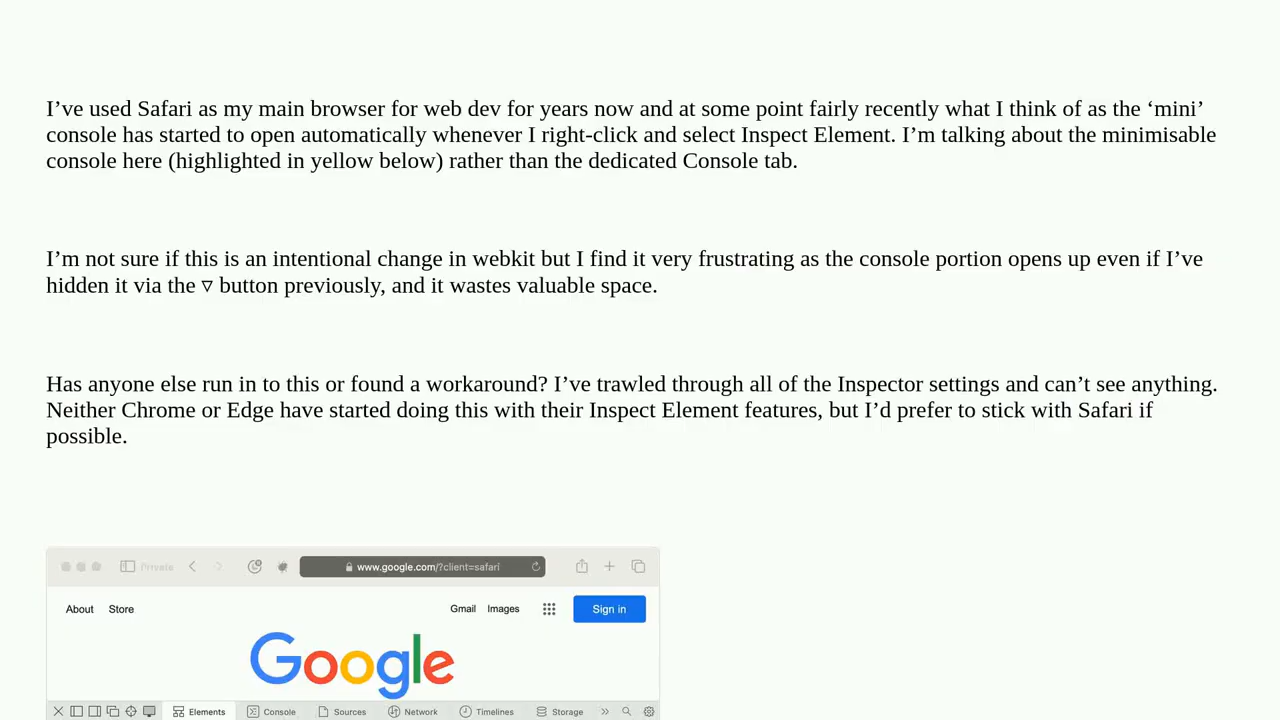 I’ve used Safari as my main browser for web dev for years now and at some point fairly recently what I think of as the ‘mini’
console has started to open automatically whenever I right-click and select Inspect Element. I’m talking about the minimisable
console here (highlighted in yellow below) rather than the dedicated Console tab.
I’m not sure if this is an intentional change in webkit but I find it very frustrating as the console portion opens up even if I’ve
hidden it via the ▿ button previously, and it wastes valuable space.
Has anyone else run in to this or found a workaround? I’ve trawled through all of the Inspector settings and can’t see anything.
Neither Chrome or Edge have started doing this with their Inspect Element features, but I’d prefer to stick with Safari if
possible.
Private www.google.com/?client=safari
About Store Gmail Images Sign in
Google
Elements Console Sources Network Timelines Storage